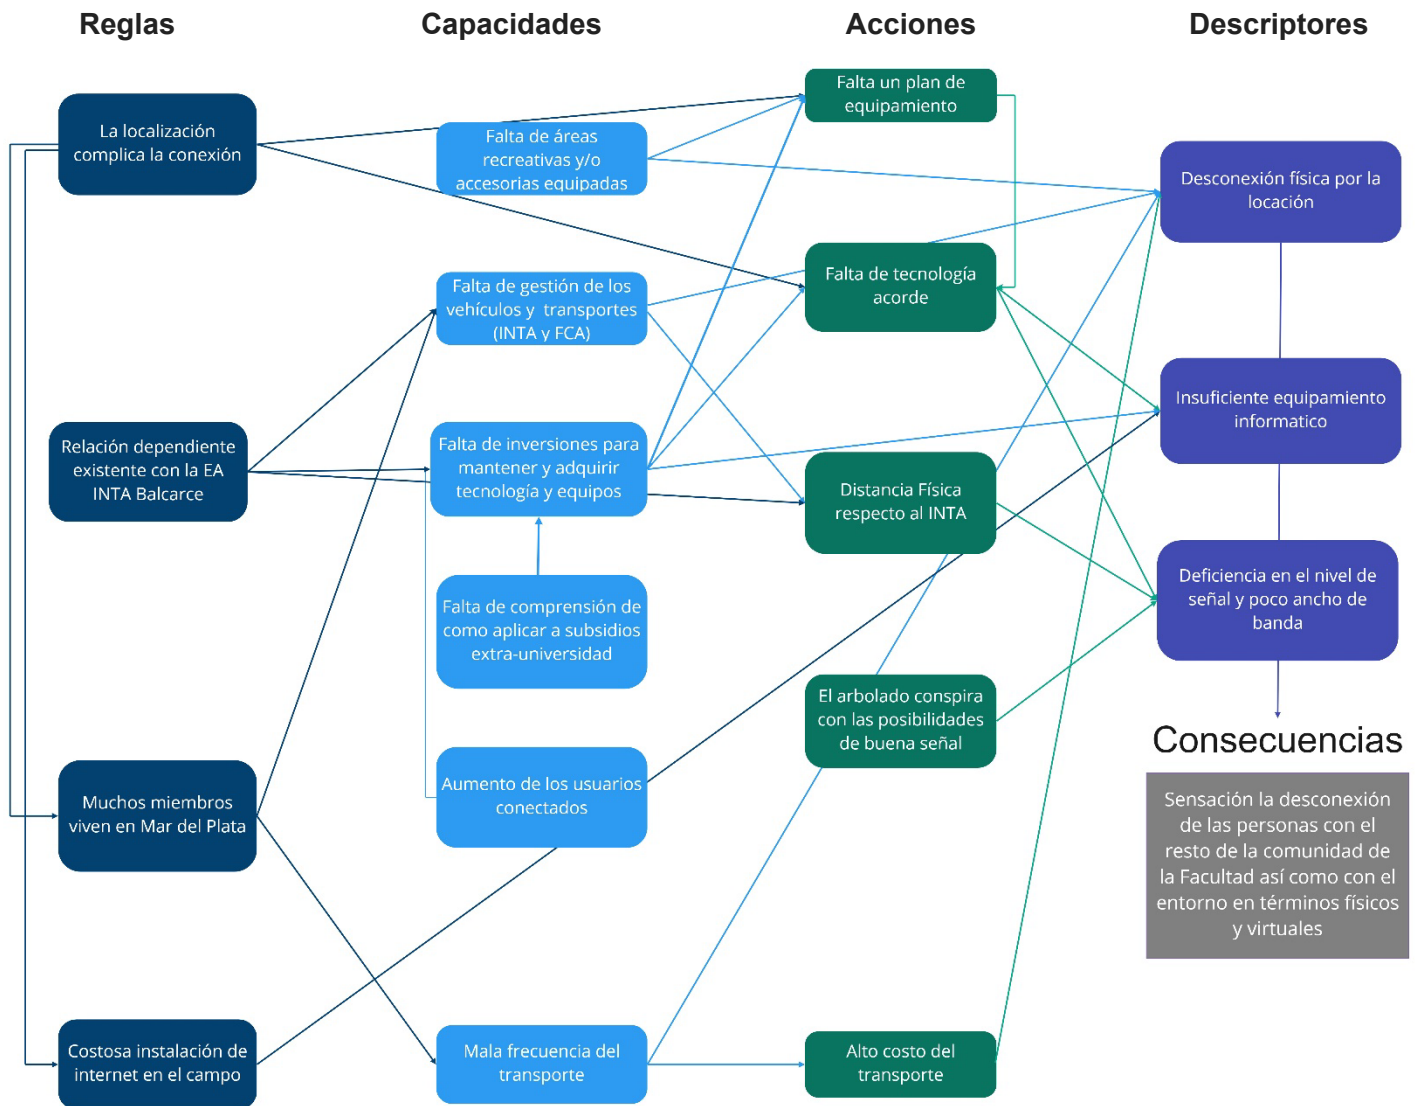 Reglas
Capacidades
Acciones
Descriptores
La localización
complica la conexión
Relación dependiente
existente con la EA
INTA Balcarce
Muchos miembros
viven en Mar del Plata
Costosa instalación de
internet en el campo
Falta de áreas
recreativas y/o
accesorias equipadas
Falta de gestión de los
vehículos y transportes
(INTA y FCA)
Falta de inversiones para
mantener y adquirir
tecnología y equipos
Falta de comprensión de
como aplicar a subsidios
extra-universidad
Aumento de los usuarios
conectados
Mala frecuencia del
transporte
Falta un plan de
equipamiento
Falta de tecnología
acorde
Distancia Física
respecto al INTA
El arbolado conspira
con las posibilidades
de buena señal
Alto costo del
transporte
Desconexión física por la
locación
Insuficiente equipamiento
informatico
Deficiencia en el nivel de
señal y poco ancho de
banda
Consecuencias
Sensación la desconexión
de las personas con el
resto de la comunidad de
la Facultad así como con el
entorno en términos físicos
y virtuales